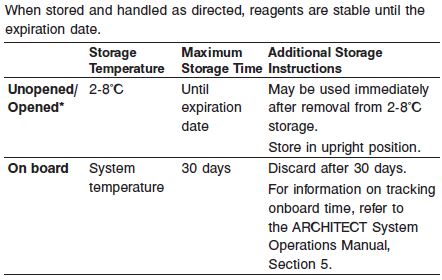 When stored and handled as directed, reagents are stable until the
expiration date.
Storage Temperature Maximum Storage Time Additional Storage Instructions
Unopened/ 2-8°C Until May be used immediately
Opened* expiration after removal from 2-8°C
date storage.
Store in upright position.
On board System 30 days Discard after 30 days.
temperature For information on tracking
onboard time, refer to
the ARCHITECT System
Operations Manual,
Section 5.